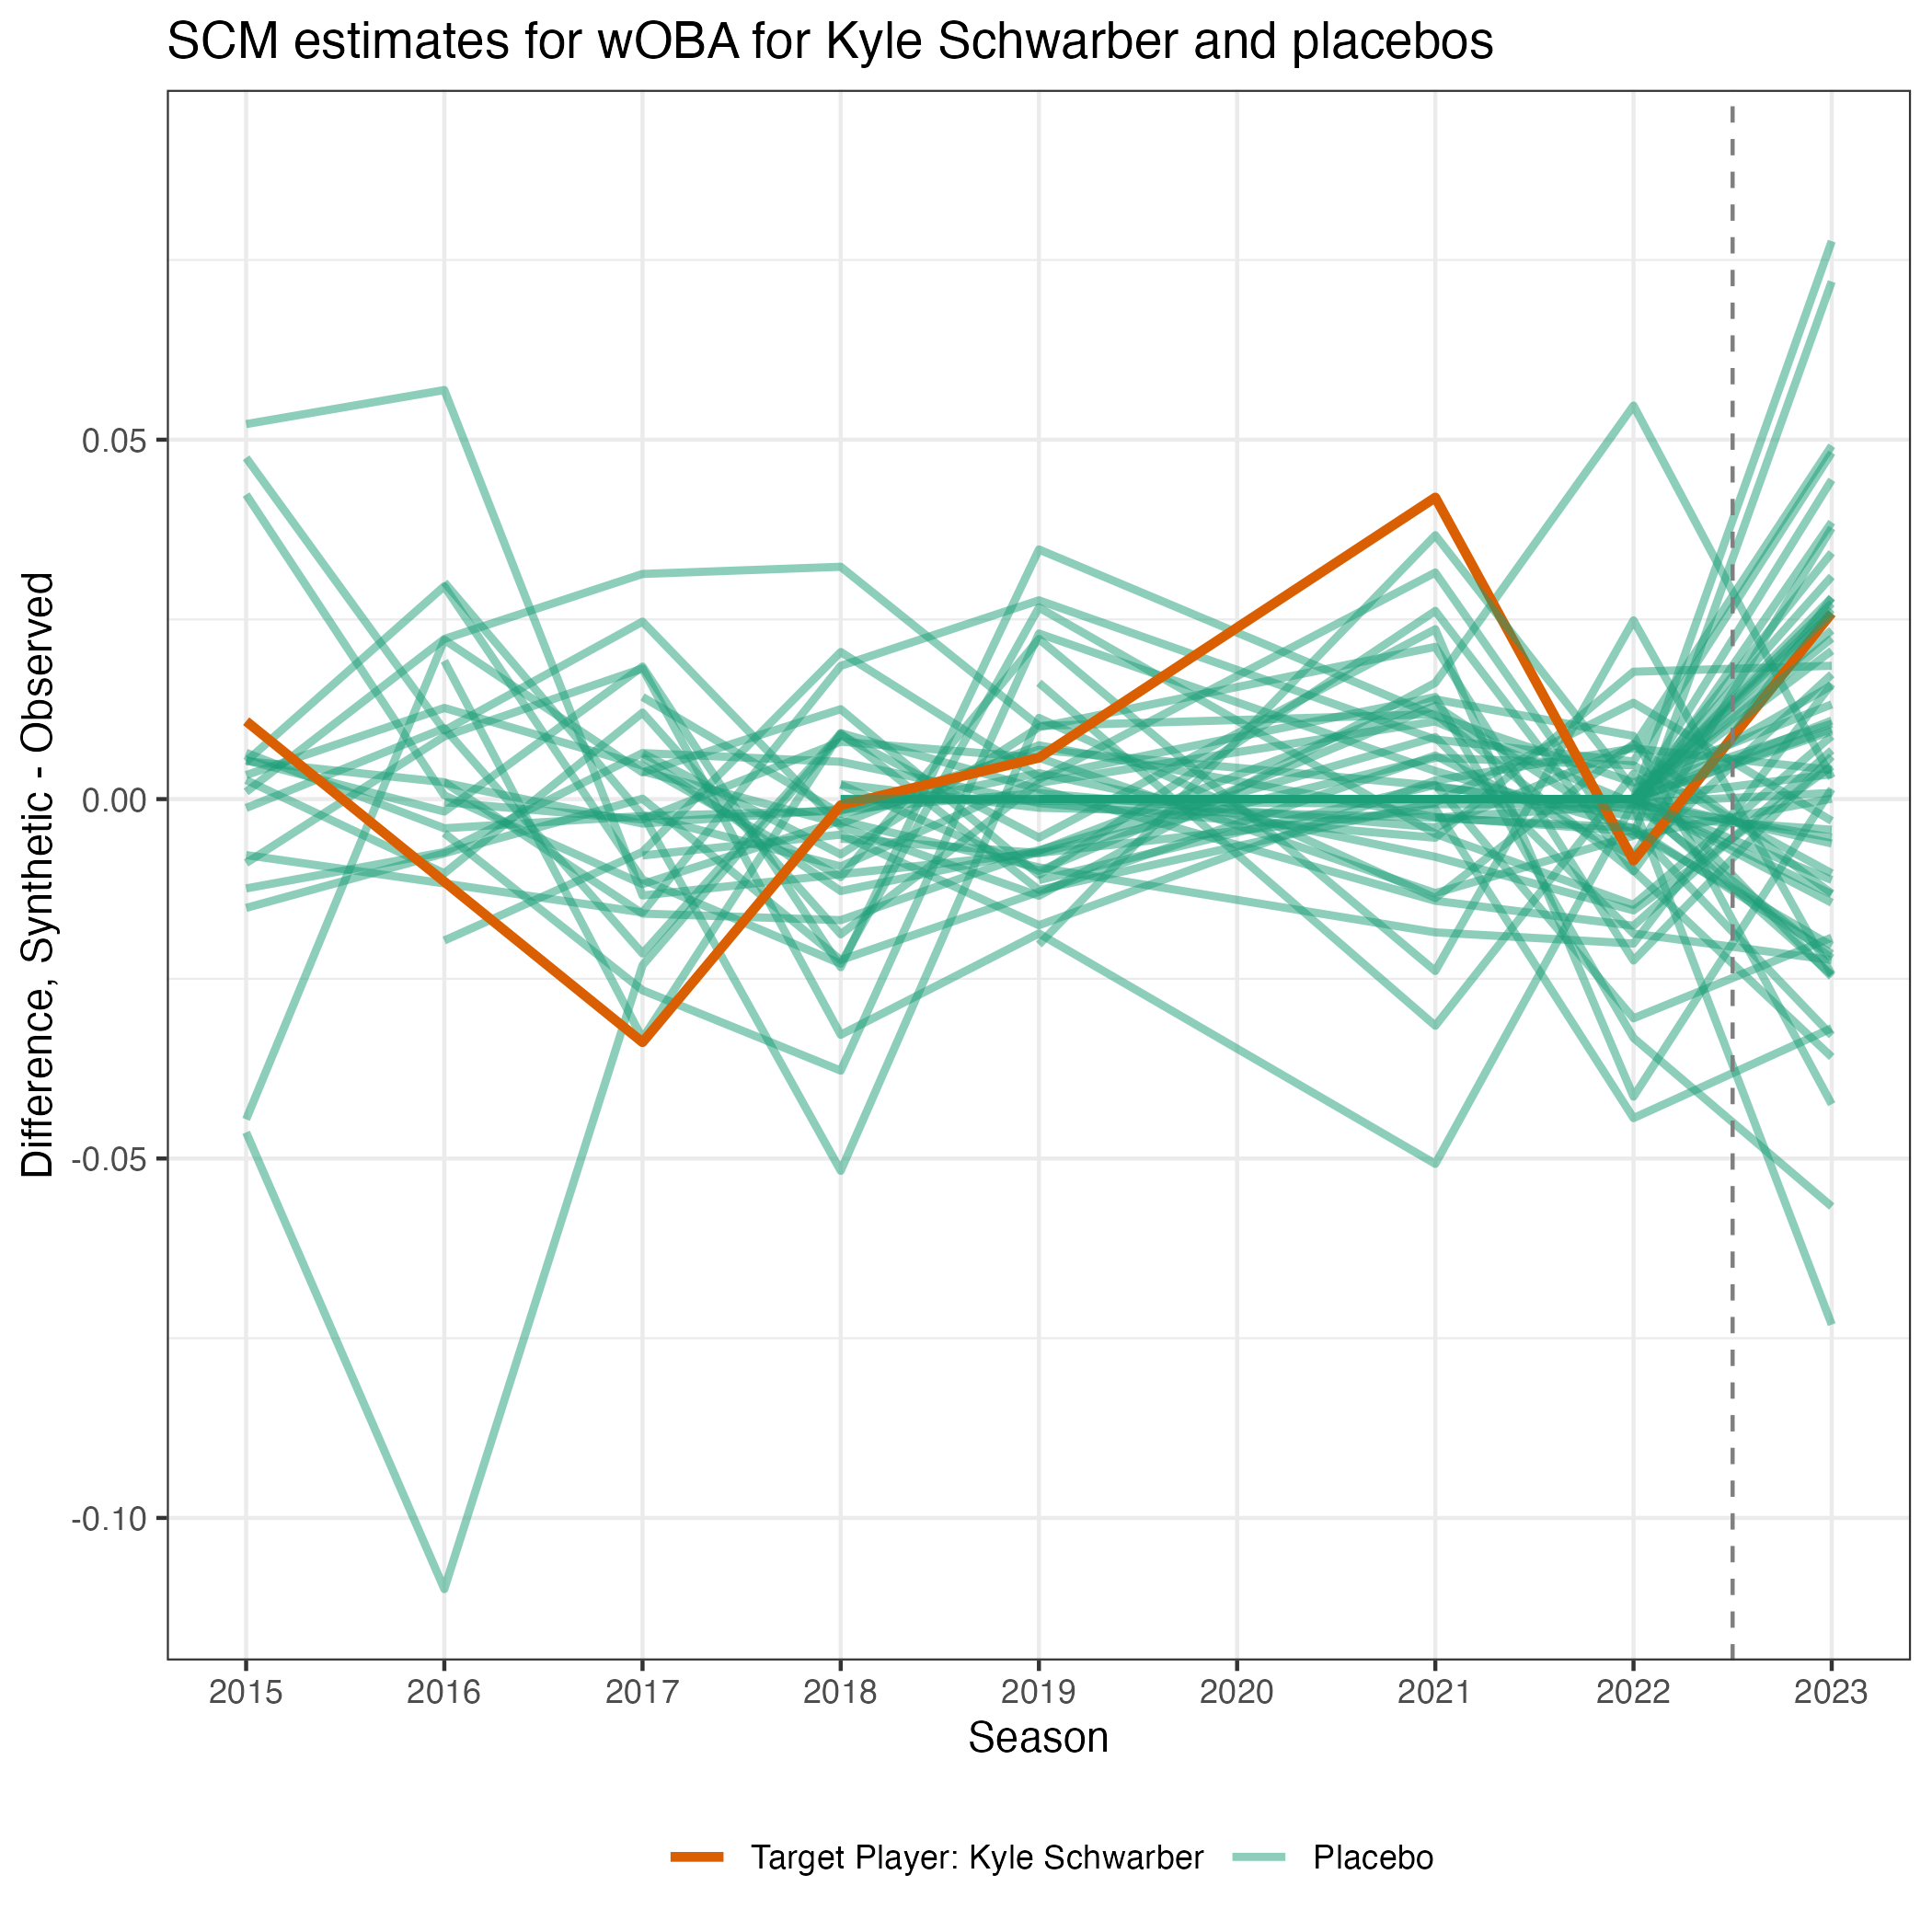 SCM estimates for wOBA for Kyle Schwarber and placebos
Difference, Synthetic - Observed
0.05
0.00
-0.05
-0.10
2015 2016 2017 2018 2019 2020 2021 2022 2023
Season
Target Player: Kyle Schwarber Placebo